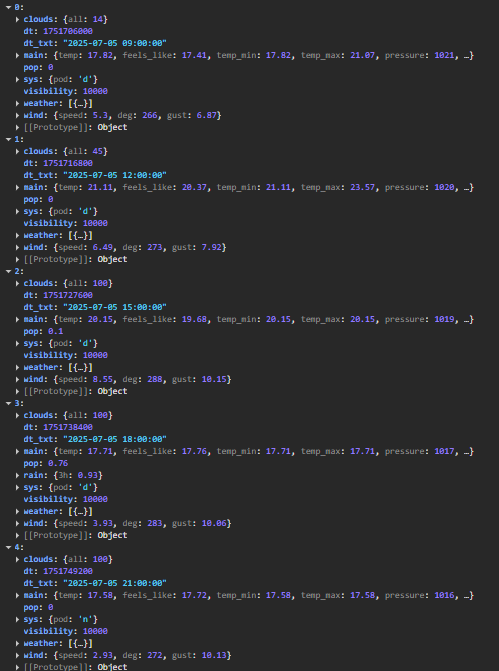 0:
clouds: {all: 14}
dt: 1751706000
dt_txt: "2025-07-05 09:00:00"
main: {temp: 17.82, feels_like: 17.41, temp_min: 17.82, temp_max: 21.07, pressure: 1021, …}
pop: 0
sys: {pod: 'd'}
visibility: 10000
weather: [{…}]
wind: {speed: 5.3, deg: 266, gust: 6.87}
[[Prototype]]: Object
1:
clouds: {all: 45}
dt: 1751716800
dt_txt: "2025-07-05 12:00:00"
main: {temp: 21.11, feels_like: 20.37, temp_min: 21.11, temp_max: 23.57, pressure: 1020, …}
pop: 0
sys: {pod: 'd'}
visibility: 10000
weather: [{…}]
wind: {speed: 6.49, deg: 273, gust: 7.92}
[[Prototype]]: Object
2:
clouds: {all: 100}
dt: 1751727600
dt_txt: "2025-07-05 15:00:00"
main: {temp: 20.15, feels_like: 19.68, temp_min: 20.15, temp_max: 20.15, pressure: 1019, …}
pop: 0.1
sys: {pod: 'd'}
visibility: 10000
weather: [{…}]
wind: {speed: 8.55, deg: 288, gust: 10.15}
[[Prototype]]: Object
3:
clouds: {all: 100}
dt: 1751738400
dt_txt: "2025-07-05 18:00:00"
main: {temp: 17.71, feels_like: 17.76, temp_min: 17.71, temp_max: 17.71, pressure: 1017, …}
pop: 0.76
rain: {3h: 0.93}
sys: {pod: 'd'}
visibility: 10000
weather: [{…}]
wind: {speed: 3.93, deg: 283, gust: 10.06}
[[Prototype]]: Object
4:
clouds: {all: 100}
dt: 1751749200
dt_txt: "2025-07-05 21:00:00"
main: {temp: 17.58, feels_like: 17.72, temp_min: 17.58, temp_max: 17.58, pressure: 1016, …}
pop: 0
sys: {pod: 'n'}
visibility: 10000
weather: [{…}]
wind: {speed: 2.93, deg: 272, gust: 10.13}
[[Prototype]]: Object